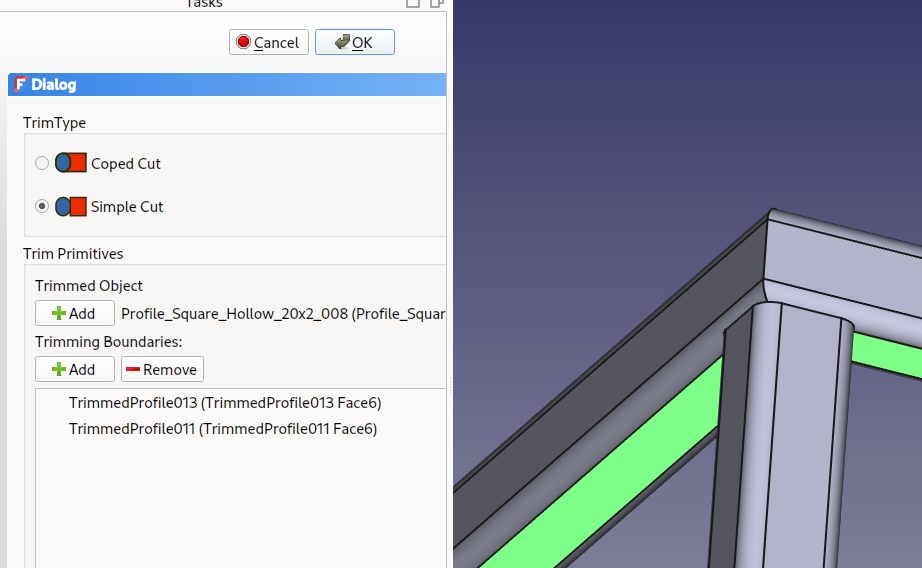 Tasks
Cancel
OK
Dialog
TrimType
Coped Cut
Simple Cut
Trim Primitives
Trimmed Object
Add
Profile_Square_Hollow_20x2_008 (Profile_Squar
Trimming Boundaries:
Add
Remove
TrimmedProfile013 (TrimmedProfile013 Face6)
TrimmedProfile011 (TrimmedProfile011 Face6)